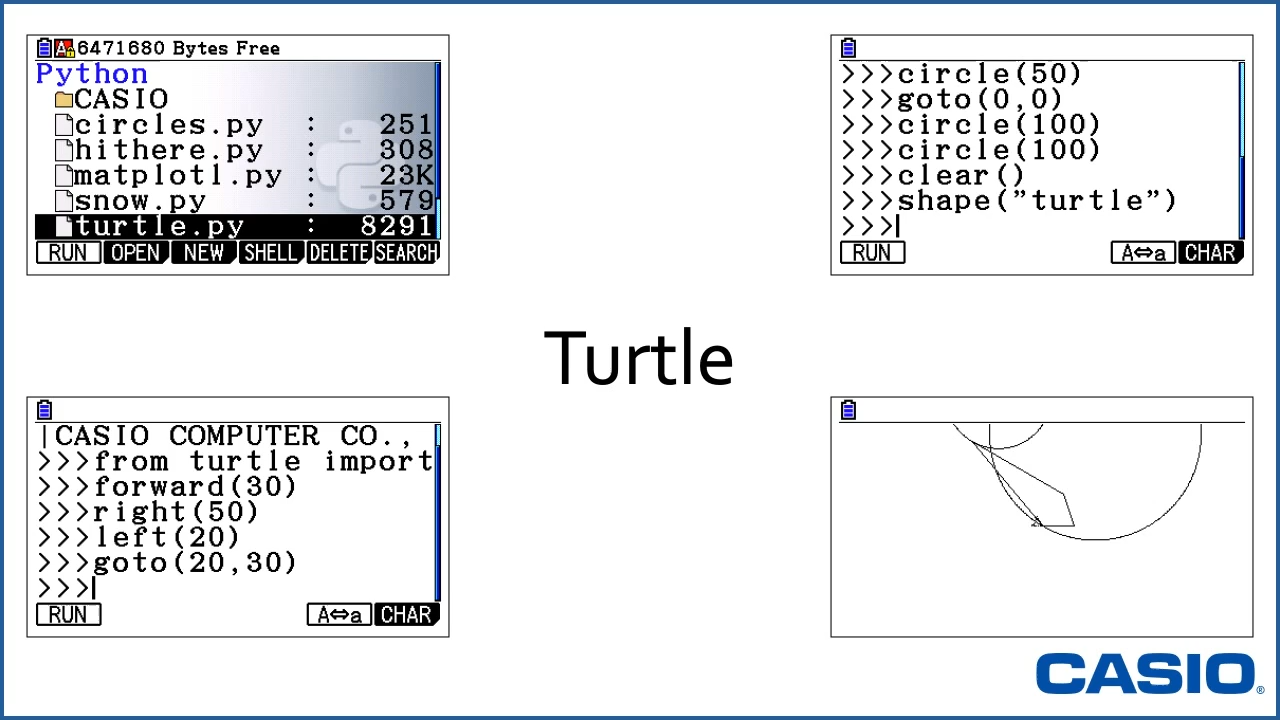 6471680 Bytes Free
Python
CASIO
circles.py : 251
hithere.py : 308
matplotl.py : 23K
snow.py : 579
turtle.py : 8291
RUN OPEN NEW SHELL DELETE SEARCH
>>>circle(50)
>>>goto(0,0)
>>>circle(100)
>>>circle(100)
>>>clear()
>>>shape("turtle")
>>>
RUN A⇔a CHAR
Turtle
|CASIO COMPUTER CO.,
>>>from turtle import
>>>forward(30)
>>>right(50)
>>>left(20)
>>>goto(20,30)
>>>
RUN A⇔a CHAR
CASIO®